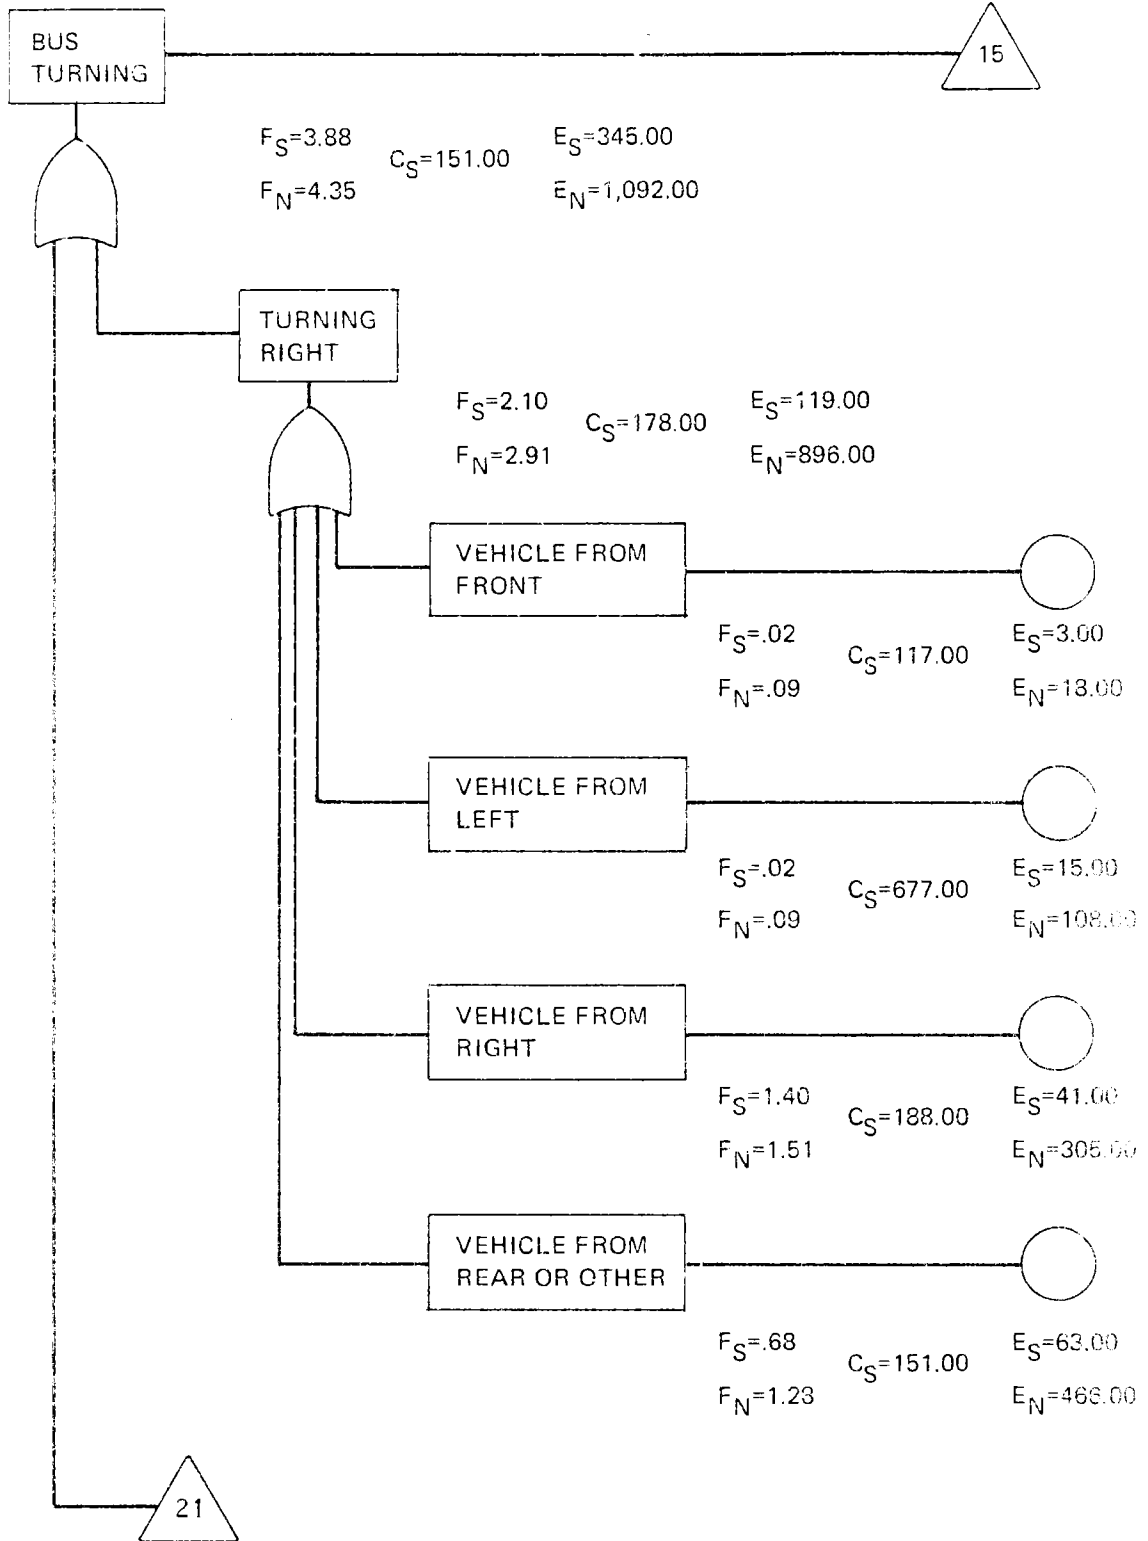 BUS
TURNING
15
F_S=3.88
C_S=151.00
E_S=345.00
F_N=4.35
E_N=1,092.00
TURNING
RIGHT
F_S=2.10
C_S=178.00
E_S=119.00
F_N=2.91
E_N=896.00
VEHICLE FROM
FRONT
F_S=.02
C_S=117.00
E_S=3.00
F_N=.09
E_N=13.00
VEHICLE FROM
LEFT
F_S=.02
C_S=677.00
E_S=15.00
F_N=.09
E_N=108.00
VEHICLE FROM
RIGHT
F_S=1.40
C_S=188.00
E_S=41.00
F_N=1.51
E_N=305.00
VEHICLE FROM
REAR OR OTHER
F_S=.68
C_S=151.00
E_S=63.00
F_N=1.23
21